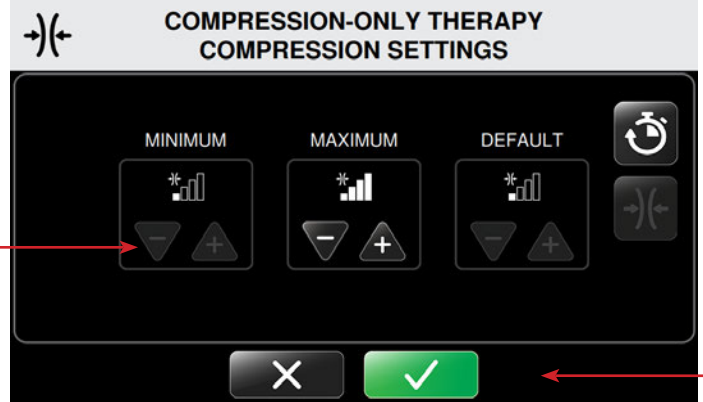 COMPRESSION-ONLY THERAPY
COMPRESSION SETTINGS
MINIMUM MAXIMUM DEFAULT